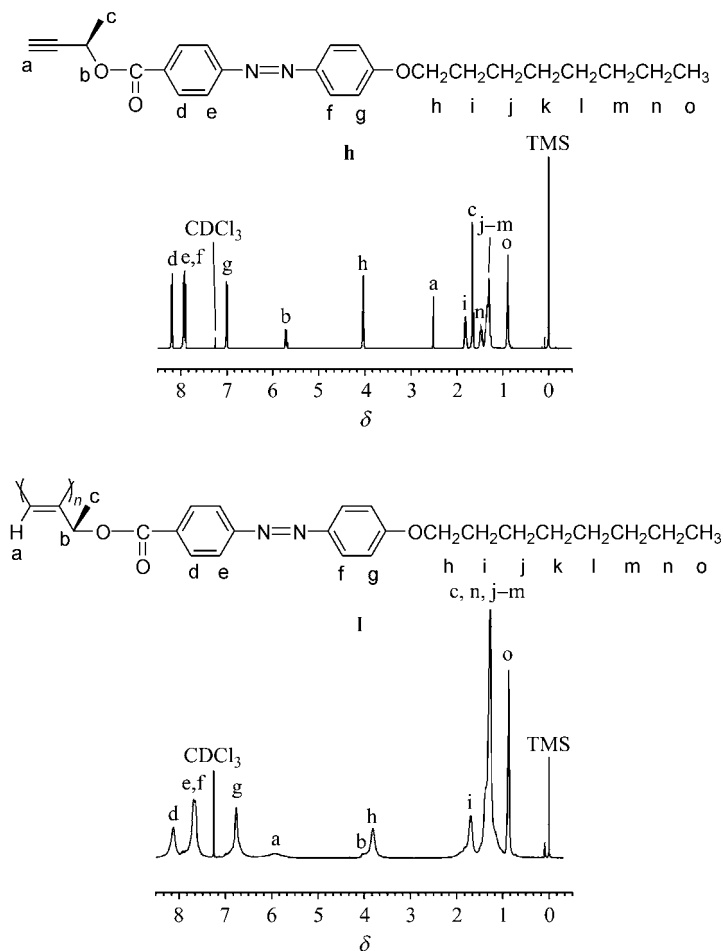 c
a
b
O
O
N=N
OCH₂CH₂CH₂CH₂CH₂CH₂CH₂CH₃
d e f g h i j k l m n o
h
TMS
CDCl₃
d e,f g b h a i c n j–m o
8 7 6 5 4 3 2 1 0
δ
n
c
H
a
b
O
O
N=N
OCH₂CH₂CH₂CH₂CH₂CH₂CH₂CH₃
d e f g h i j k l m n o
I
c, n, j–m
o
TMS
CDCl₃
d e,f g a b h i
8 7 6 5 4 3 2 1 0
δ